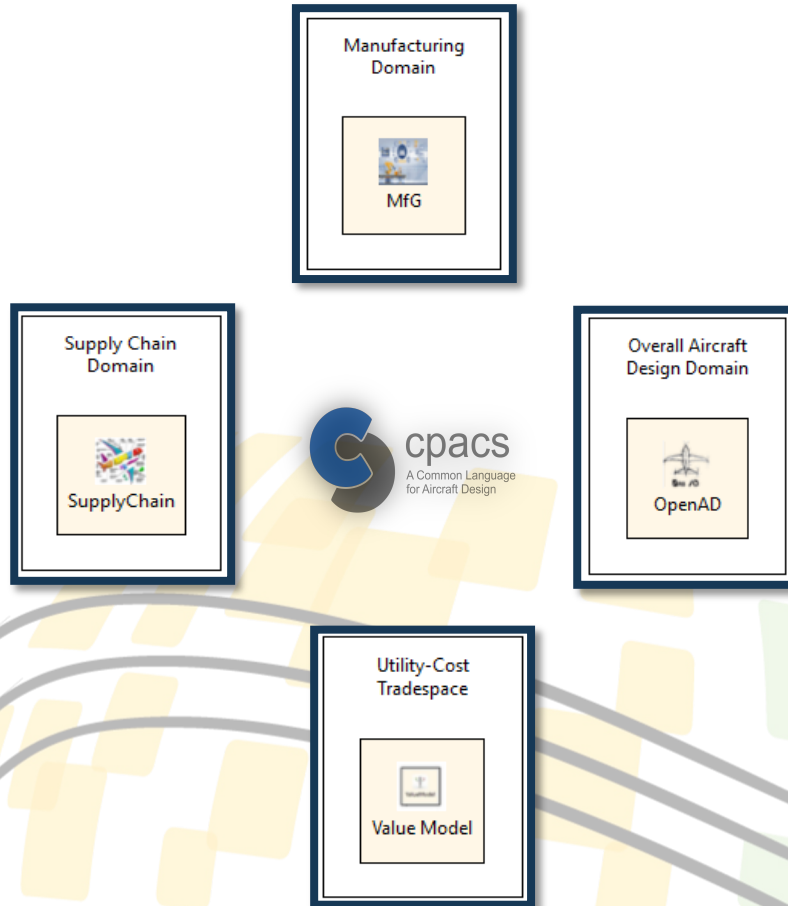 Manufacturing
Domain
MfG
Supply Chain
Domain
SupplyChain
cpacs
A Common Language
for Aircraft Design
Overall Aircraft
Design Domain
OpenAD
Utility-Cost
Tradespace
Value Model